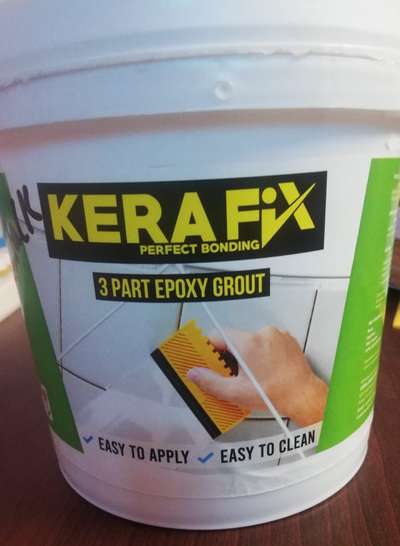 KERAFIX
PERFECT BONDING
3 PART EPOXY GROUT
✓ EASY TO APPLY ✓ EASY TO CLEAN